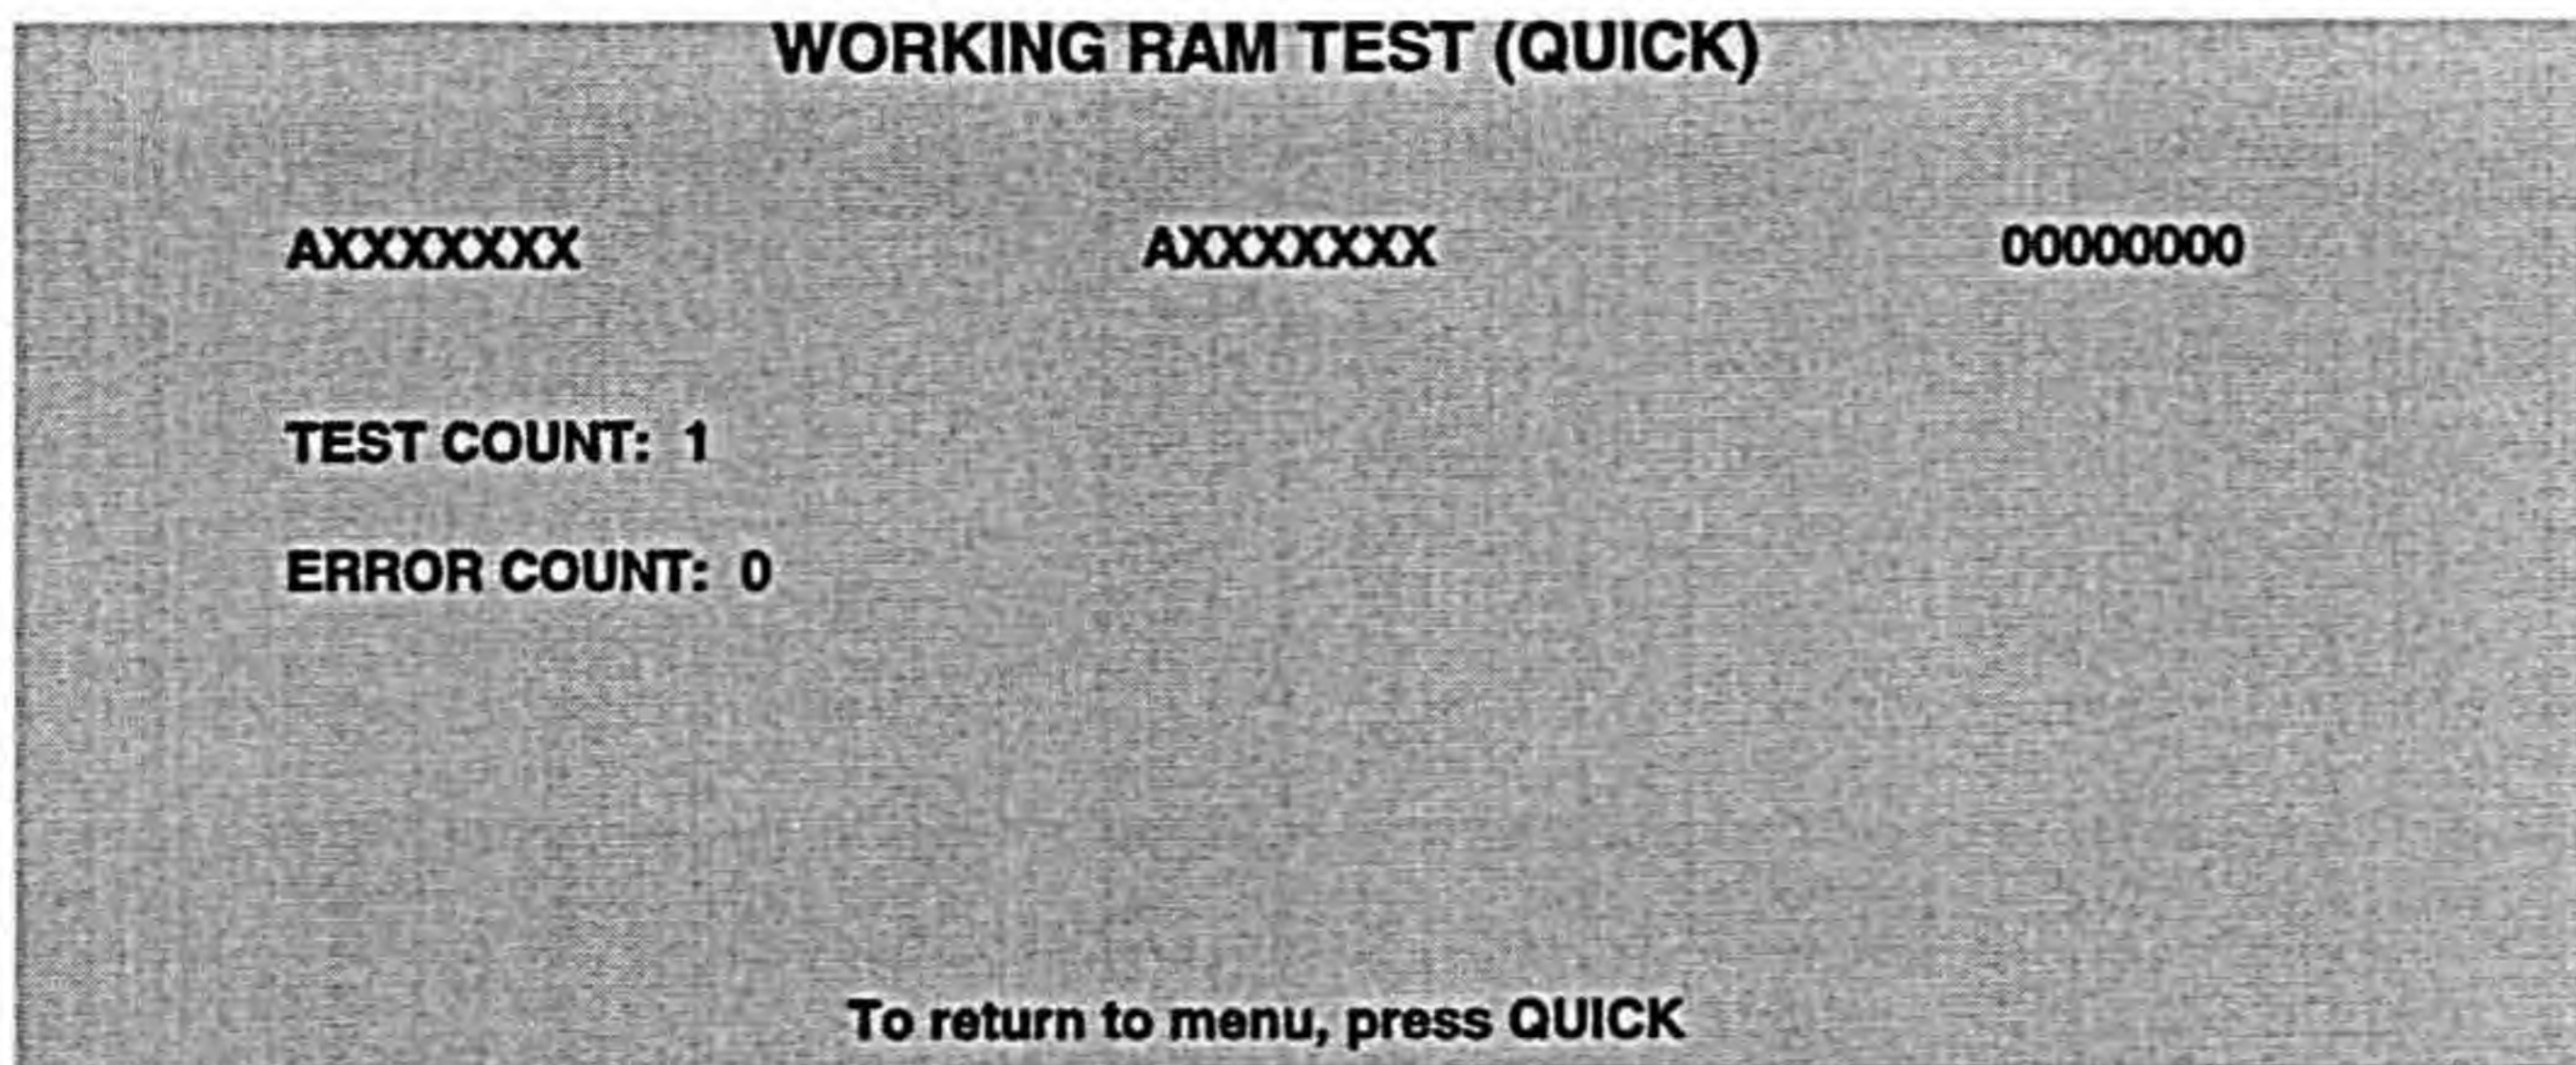 WORKING RAM TEST (QUICK)
AXXXXXXX AXXXXXXX 00000000
TEST COUNT: 1
ERROR COUNT: 0
To return to menu, press QUICK